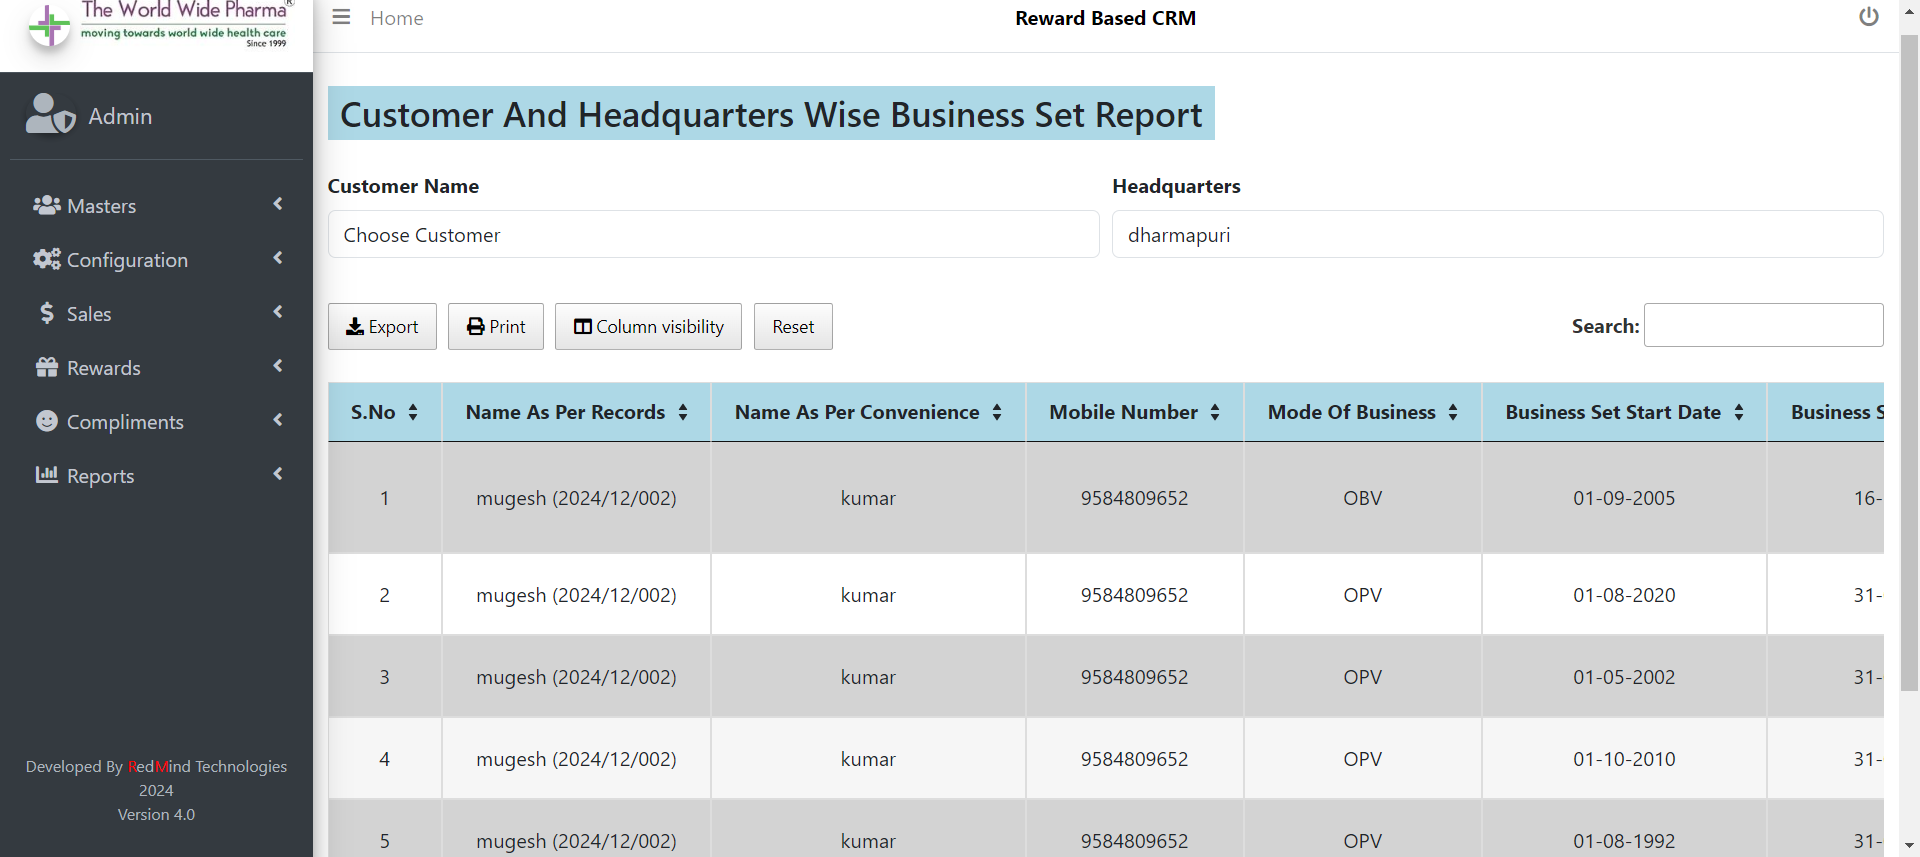 The World Wide Pharma®
moving towards world wide health care
Since 1999
Home
Reward Based CRM
Admin
Masters
Configuration
Sales
Rewards
Compliments
Reports
Developed By RedMind Technologies
2024
Version 4.0
Customer And Headquarters Wise Business Set Report
Customer Name
Headquarters
Choose Customer
dharmapuri
Export
Print
Column visibility
Reset
Search:
S.No Name As Per Records Name As Per Convenience Mobile Number Mode Of Business Business Set Start Date Business S
1 mugesh (2024/12/002) kumar 9584809652 OBV 01-09-2005 16-
2 mugesh (2024/12/002) kumar 9584809652 OPV 01-08-2020 31-
3 mugesh (2024/12/002) kumar 9584809652 OPV 01-05-2002 31-
4 mugesh (2024/12/002) kumar 9584809652 OPV 01-10-2010 31-
5 mugesh (2024/12/002) kumar 9584809652 OPV 01-08-1992 31-